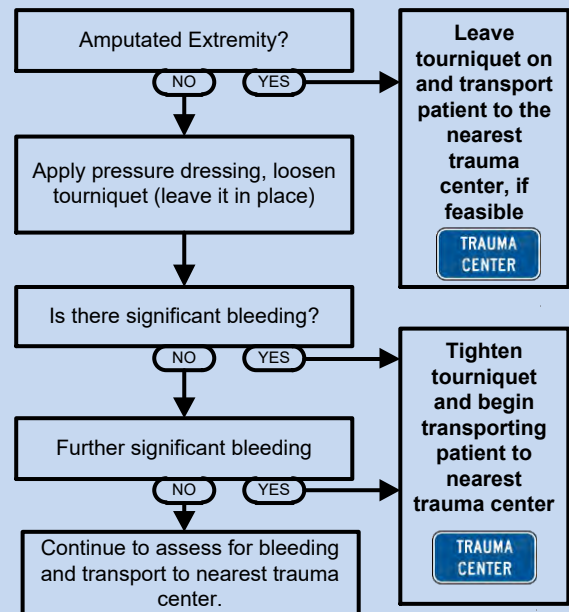 Amputated Extremity?
NO
YES
Leave
tourniquet on
and transport
patient to the
nearest
trauma
center, if
feasible
TRAUMA
CENTER
Apply pressure dressing, loosen
tourniquet (leave it in place)
Is there significant bleeding?
NO
YES
Tighten
tourniquet
and begin
transporting
patient to
nearest
trauma center
TRAUMA
CENTER
Further significant bleeding
NO
YES
Continue to assess for bleeding
and transport to nearest trauma
center.